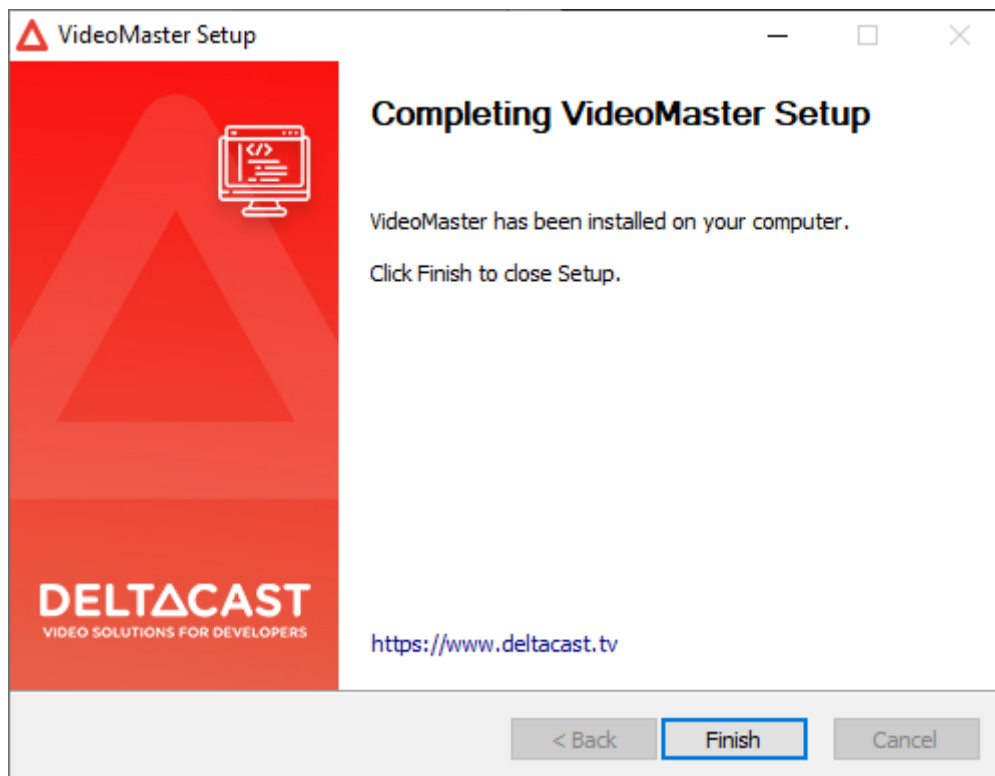 VideoMaster Setup
</>
Completing VideoMaster Setup
VideoMaster has been installed on your computer.
Click Finish to close Setup.
DELTACAST
VIDEO SOLUTIONS FOR DEVELOPERS
https://www.deltacast.tv
< Back
Finish
Cancel